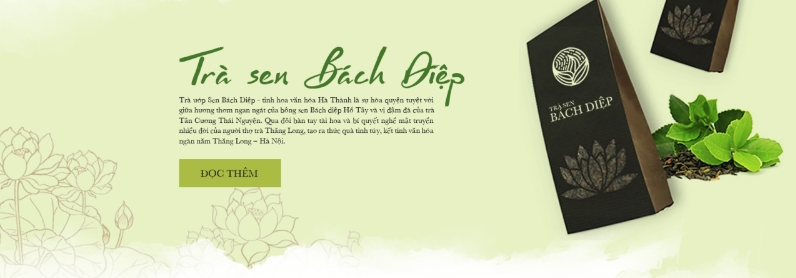 Trà sen Bách Diệp
Trà ướp Sen Bách Diệp - tinh hoa văn hóa Hà Thành là sự hòa quyện tuyệt vời
giữa hương thơm ngan ngát của bông sen Bách diệp Hồ Tây và vị đậm đà của trà
Tân Cương Thái Nguyên. Qua đôi bàn tay tài hoa và bí quyết nghề mật truyền
nhiều đời của người thợ trà Thăng Long, tạo ra thức quà tinh túy, kết tinh văn hóa
ngàn năm Thăng Long – Hà Nội.
ĐỌC THÊM
TRÀ SEN
BÁCH DIỆP